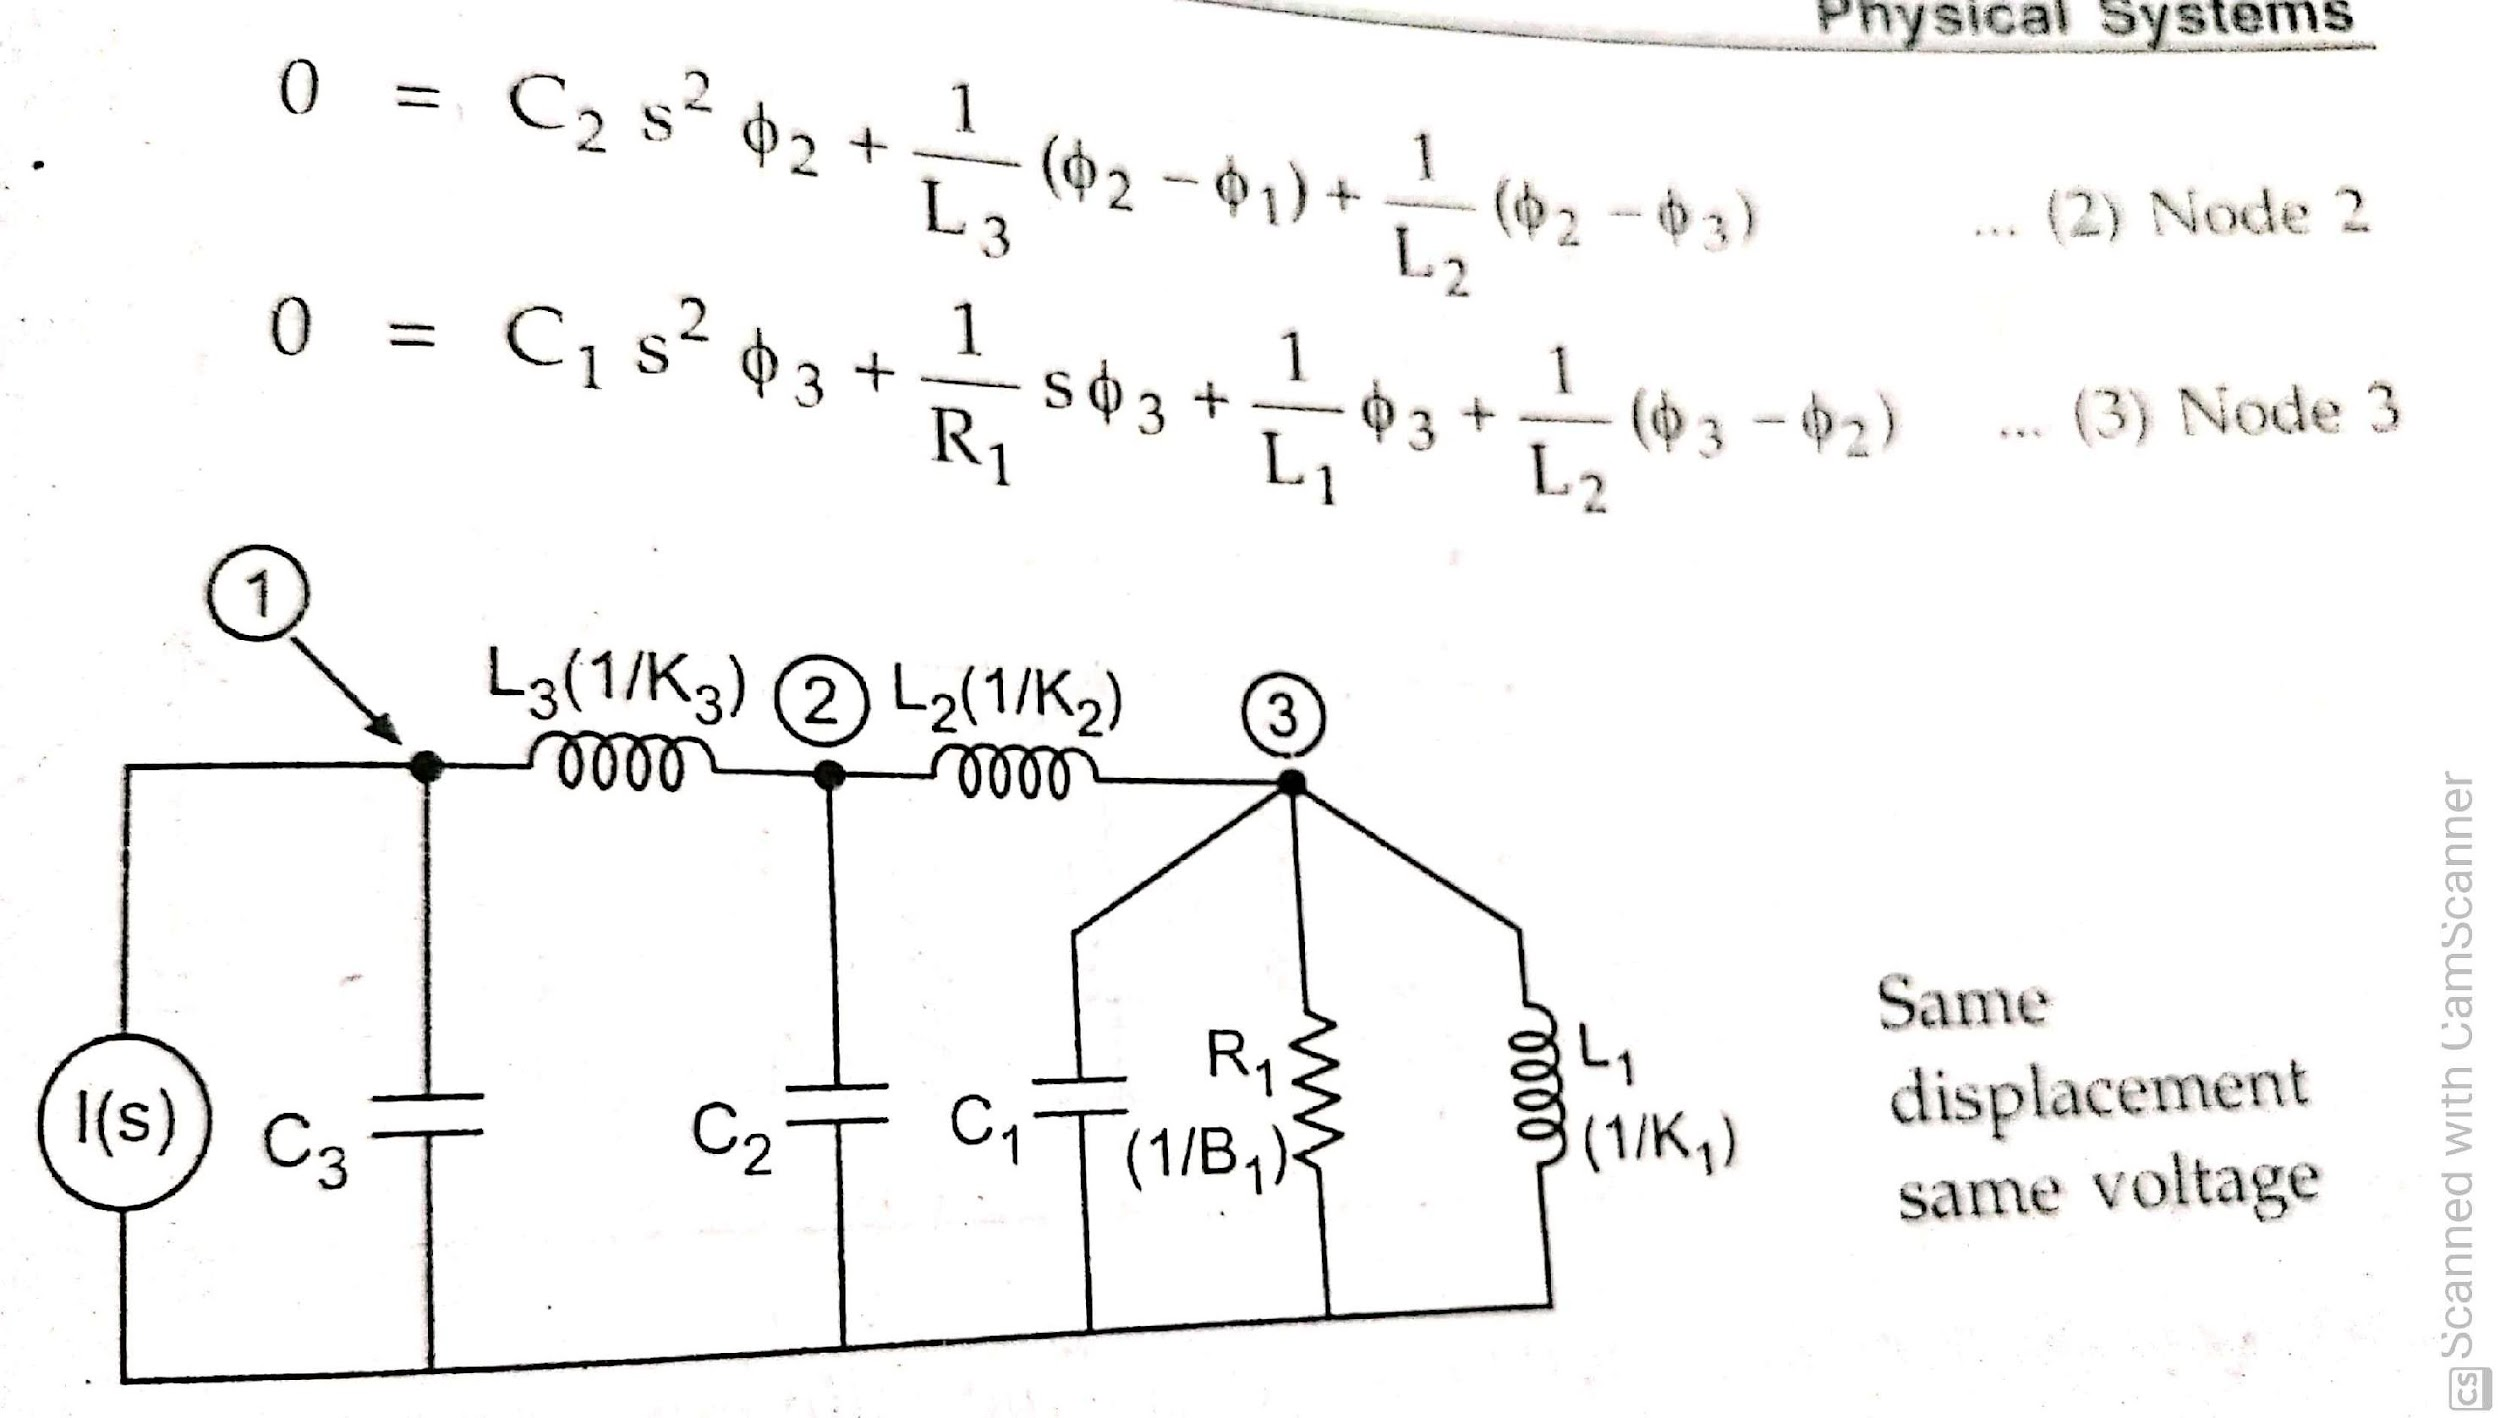 Physical Systems
0 = C₂ s² ϕ₂ + 1/L₃ (ϕ₂ − ϕ₁) + 1/L₂ (ϕ₂ − ϕ₃) ... (2) Node 2
0 = C₁ s² ϕ₃ + 1/R₁ sϕ₃ + 1/L₁ ϕ₃ + 1/L₂ (ϕ₃ − ϕ₂) ... (3) Node 3
1
L₃(1/K₃) 2 L₂(1/K₂) 3
I(s) C₃ C₂ C₁ R₁ (1/B₁) L₁ (1/K₁)
Same
displacement
same voltage
CS Scanned with CamScanner